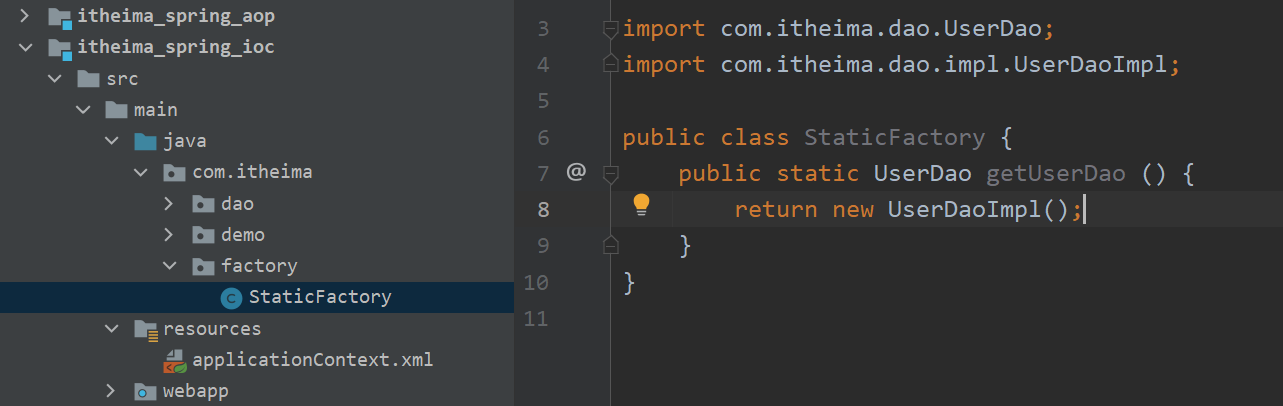 itheima_spring_aop
itheima_spring_ioc
src
main
java
com.itheima
dao
demo
factory
StaticFactory
resources
applicationContext.xml
webapp
3 import com.itheima.dao.UserDao;
4 import com.itheima.dao.impl.UserDaoImpl;
5
6 public class StaticFactory {
7 @ public static UserDao getUserDao () {
8 return new UserDaoImpl();
9 }
10 }
11